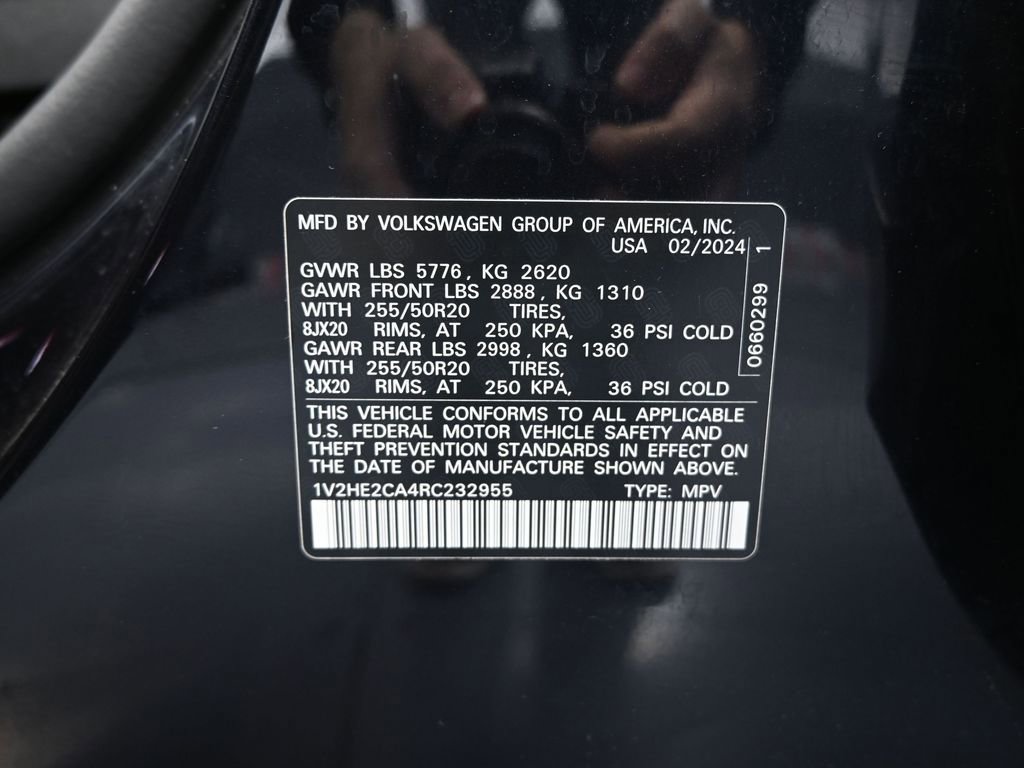 MFD BY VOLKSWAGEN GROUP OF AMERICA, INC.
USA 02/2024
GVWR LBS 5776, KG 2620
GAWR FRONT LBS 2888, KG 1310
WITH 255/50R20 TIRES,
8JX20 RIMS, AT 250 KPA, 36 PSI COLD
GAWR REAR LBS 2998, KG 1360
WITH 255/50R20 TIRES,
8JX20 RIMS, AT 250 KPA, 36 PSI COLD
0660299 1
THIS VEHICLE CONFORMS TO ALL APPLICABLE
U.S. FEDERAL MOTOR VEHICLE SAFETY AND
THEFT PREVENTION STANDARDS IN EFFECT ON
THE DATE OF MANUFACTURE SHOWN ABOVE.
1V2HE2CA4RC232955 TYPE: MPV